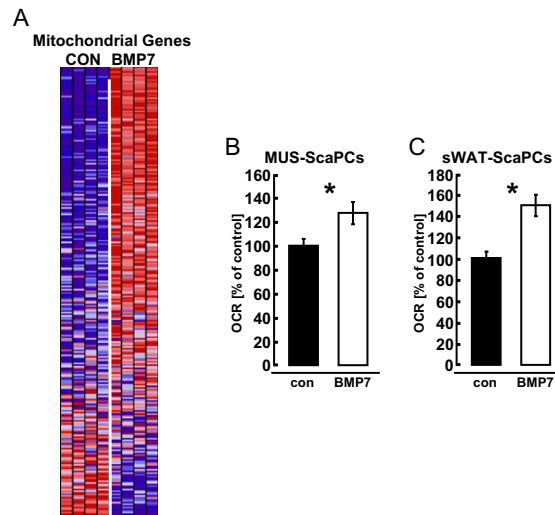 A
Mitochondrial Genes
CON BMP7
B
MUS-ScaPCs
160
140
120
100
80
60
40
20
0
OCR [% of control]
*
con BMP7
C
sWAT-ScaPCs
180
160
140
120
100
80
60
40
20
0
OCR [% of control]
*
con BMP7